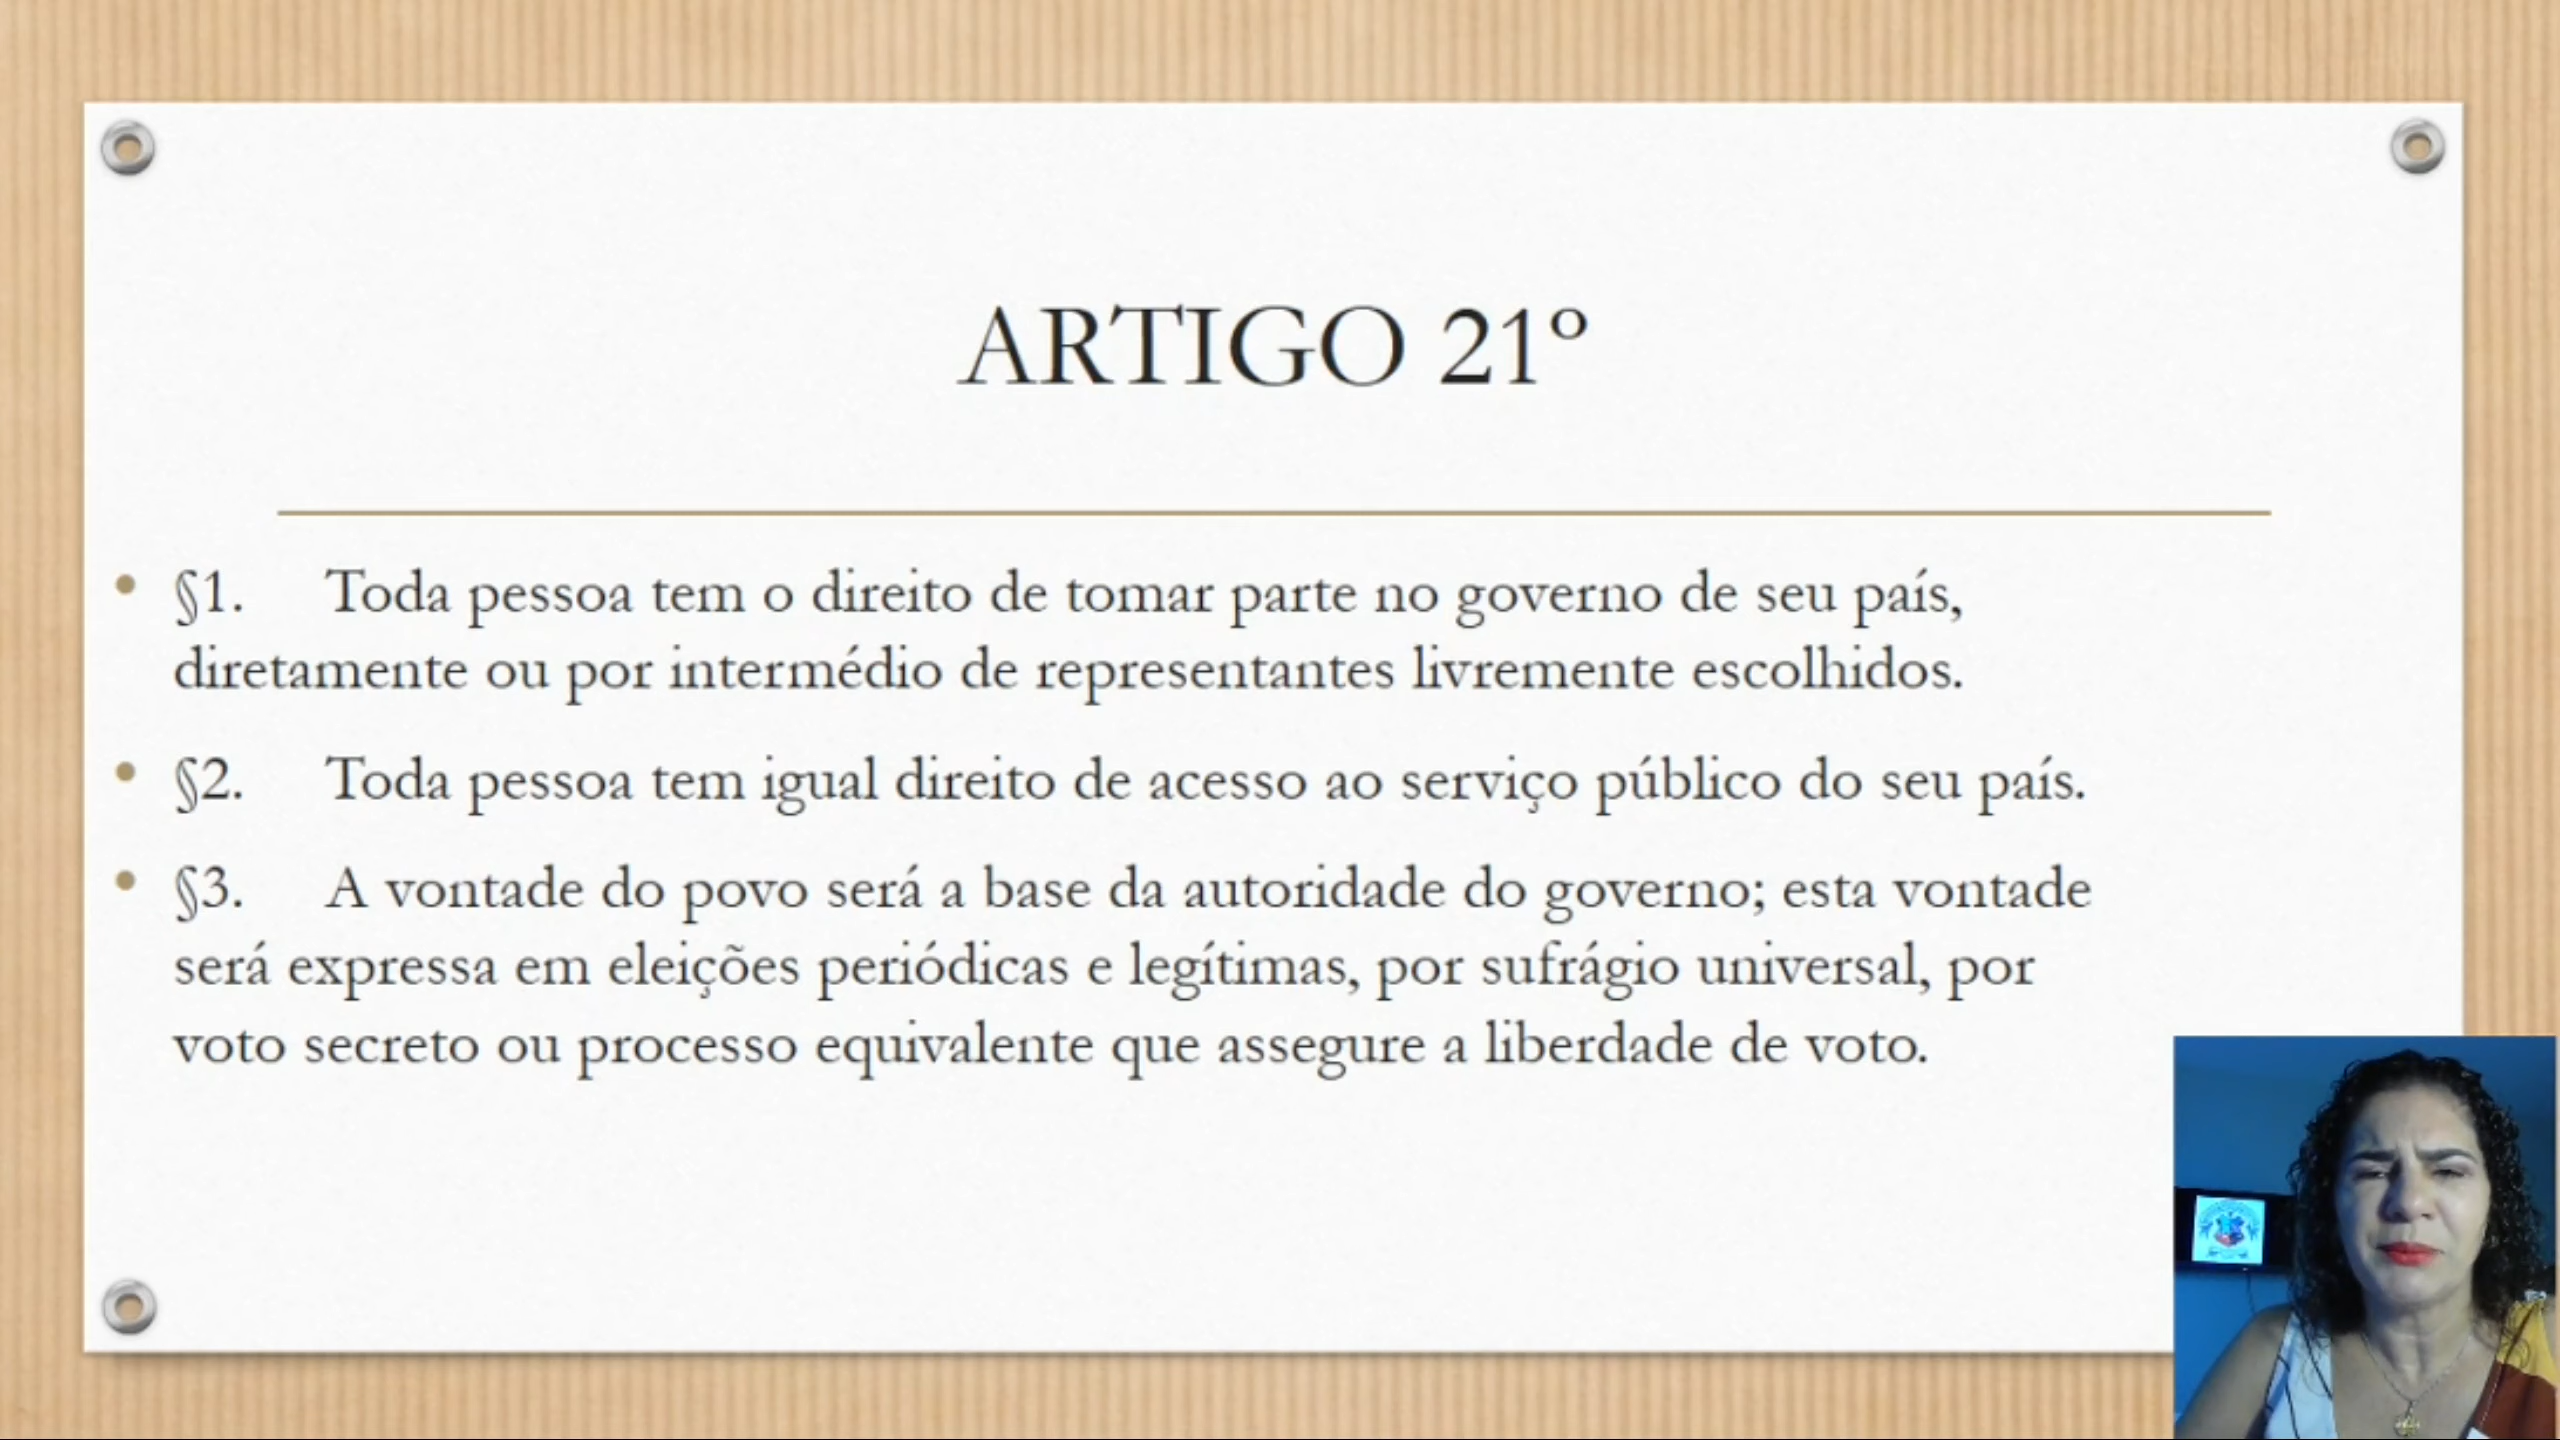 ARTIGO 21º
• §1. Toda pessoa tem o direito de tomar parte no governo de seu país,
diretamente ou por intermédio de representantes livremente escolhidos.
• §2. Toda pessoa tem igual direito de acesso ao serviço público do seu país.
• §3. A vontade do povo será a base da autoridade do governo; esta vontade
será expressa em eleições periódicas e legítimas, por sufrágio universal, por
voto secreto ou processo equivalente que assegure a liberdade de voto.